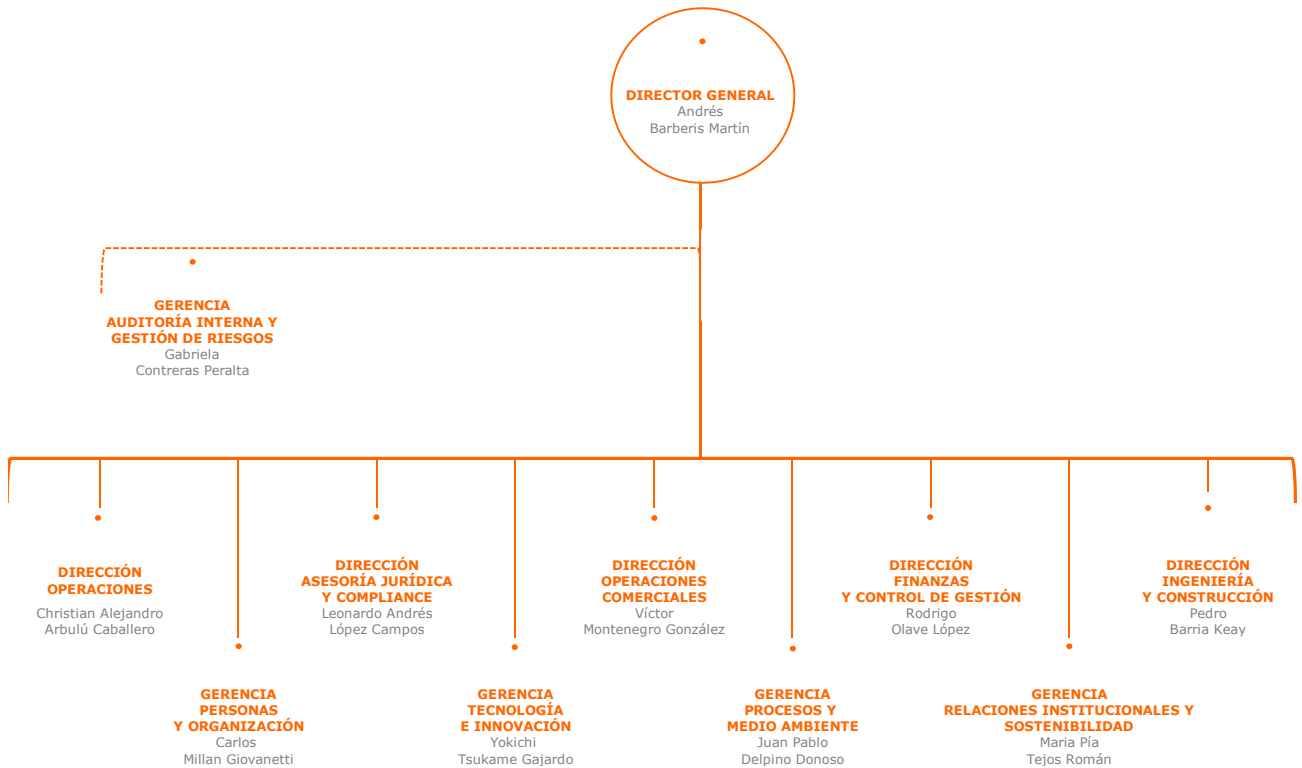 DIRECTOR GENERAL
Andrés
Barberis Martín
GERENCIA
AUDITORÍA INTERNA Y
GESTIÓN DE RIESGOS
Gabriela
Contreras Peralta
DIRECCIÓN
OPERACIONES
Christian Alejandro
Arbulú Caballero
DIRECCIÓN
ASESORÍA JURÍDICA
Y COMPLIANCE
Leonardo Andrés
López Campos
DIRECCIÓN
OPERACIONES
COMERCIALES
Víctor
Montenegro González
DIRECCIÓN
FINANZAS
Y CONTROL DE GESTIÓN
Rodrigo
Olave López
DIRECCIÓN
INGENIERÍA
Y CONSTRUCCIÓN
Pedro
Barria Keay
GERENCIA
PERSONAS
Y ORGANIZACIÓN
Carlos
Millan Giovanetti
GERENCIA
TECNOLOGÍA
E INNOVACIÓN
Yokichi
Tsukame Gajardo
GERENCIA
PROCESOS Y
MEDIO AMBIENTE
Juan Pablo
Delpino Donoso
GERENCIA
RELACIONES INSTITUCIONALES Y
SOSTENIBILIDAD
Maria Pía
Tejos Román